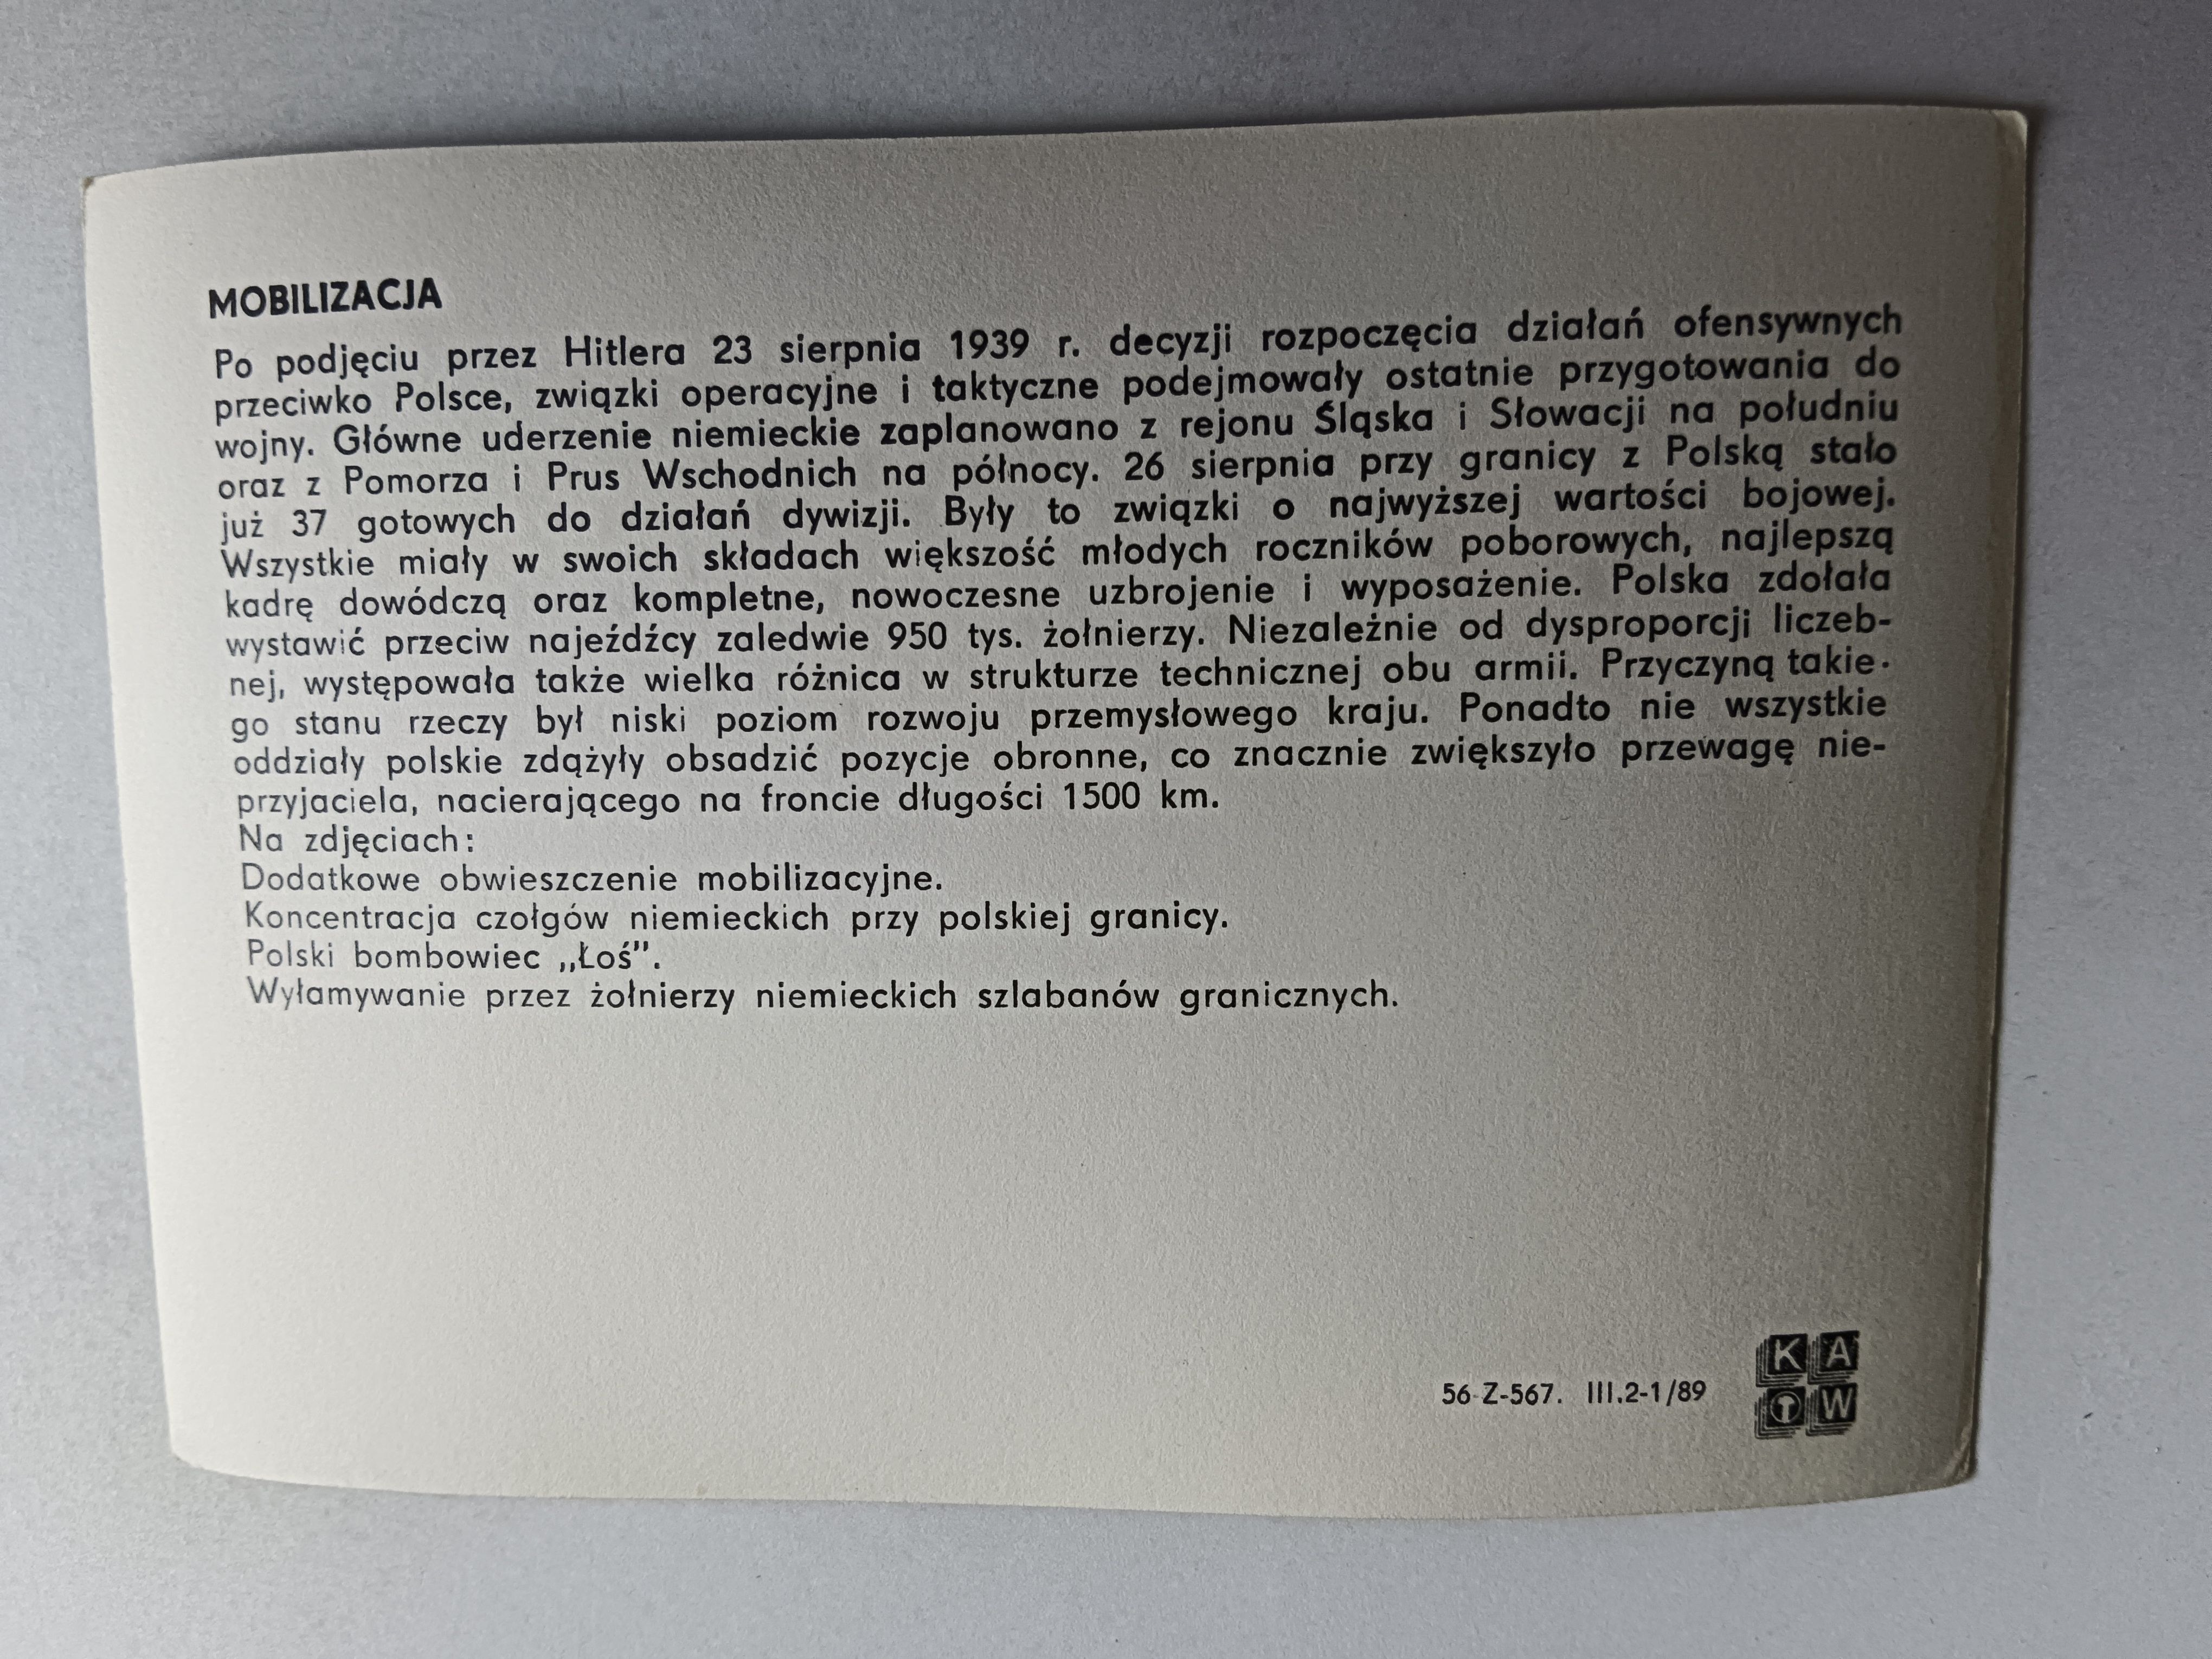 MOBILIZACJA
Po podjęciu przez Hitlera 23 sierpnia 1939 r. decyzji rozpoczęcia działań ofensywnych
przeciwko Polsce, związki operacyjne i taktyczne podejmowały ostatnie przygotowania do
wojny. Główne uderzenie niemieckie zaplanowano z rejonu Śląska i Słowacji na południu
oraz z Pomorza i Prus Wschodnich na północy. 26 sierpnia przy granicy z Polską stało
już 37 gotowych do działań dywizji. Były to związki o najwyższej wartości bojowej.
Wszystkie miały w swoich składach większość młodych roczników poborowych, najlepszą
kadrę dowódczą oraz kompletne, nowoczesne uzbrojenie i wyposażenie. Polska zdołała
wystawić przeciw najeźdźcy zaledwie 950 tys. żołnierzy. Niezależnie od dysproporcji liczeb-
nej, występowała także wielka różnica w strukturze technicznej obu armii. Przyczyną takie-
go stanu rzeczy był niski poziom rozwoju przemysłowego kraju. Ponadto nie wszystkie
oddziały polskie zdążyły obsadzić pozycje obronne, co znacznie zwiększyło przewagę nie-
przyjaciela, nacierającego na froncie długości 1500 km.
Na zdjęciach:
Dodatkowe obwieszczenie mobilizacyjne.
Koncentracja czołgów niemieckich przy polskiej granicy.
Polski bombowiec „Łoś”.
Wyłamywanie przez żołnierzy niemieckich szlabanów granicznych.
56 Z-567. III.2-1/89
K A
W